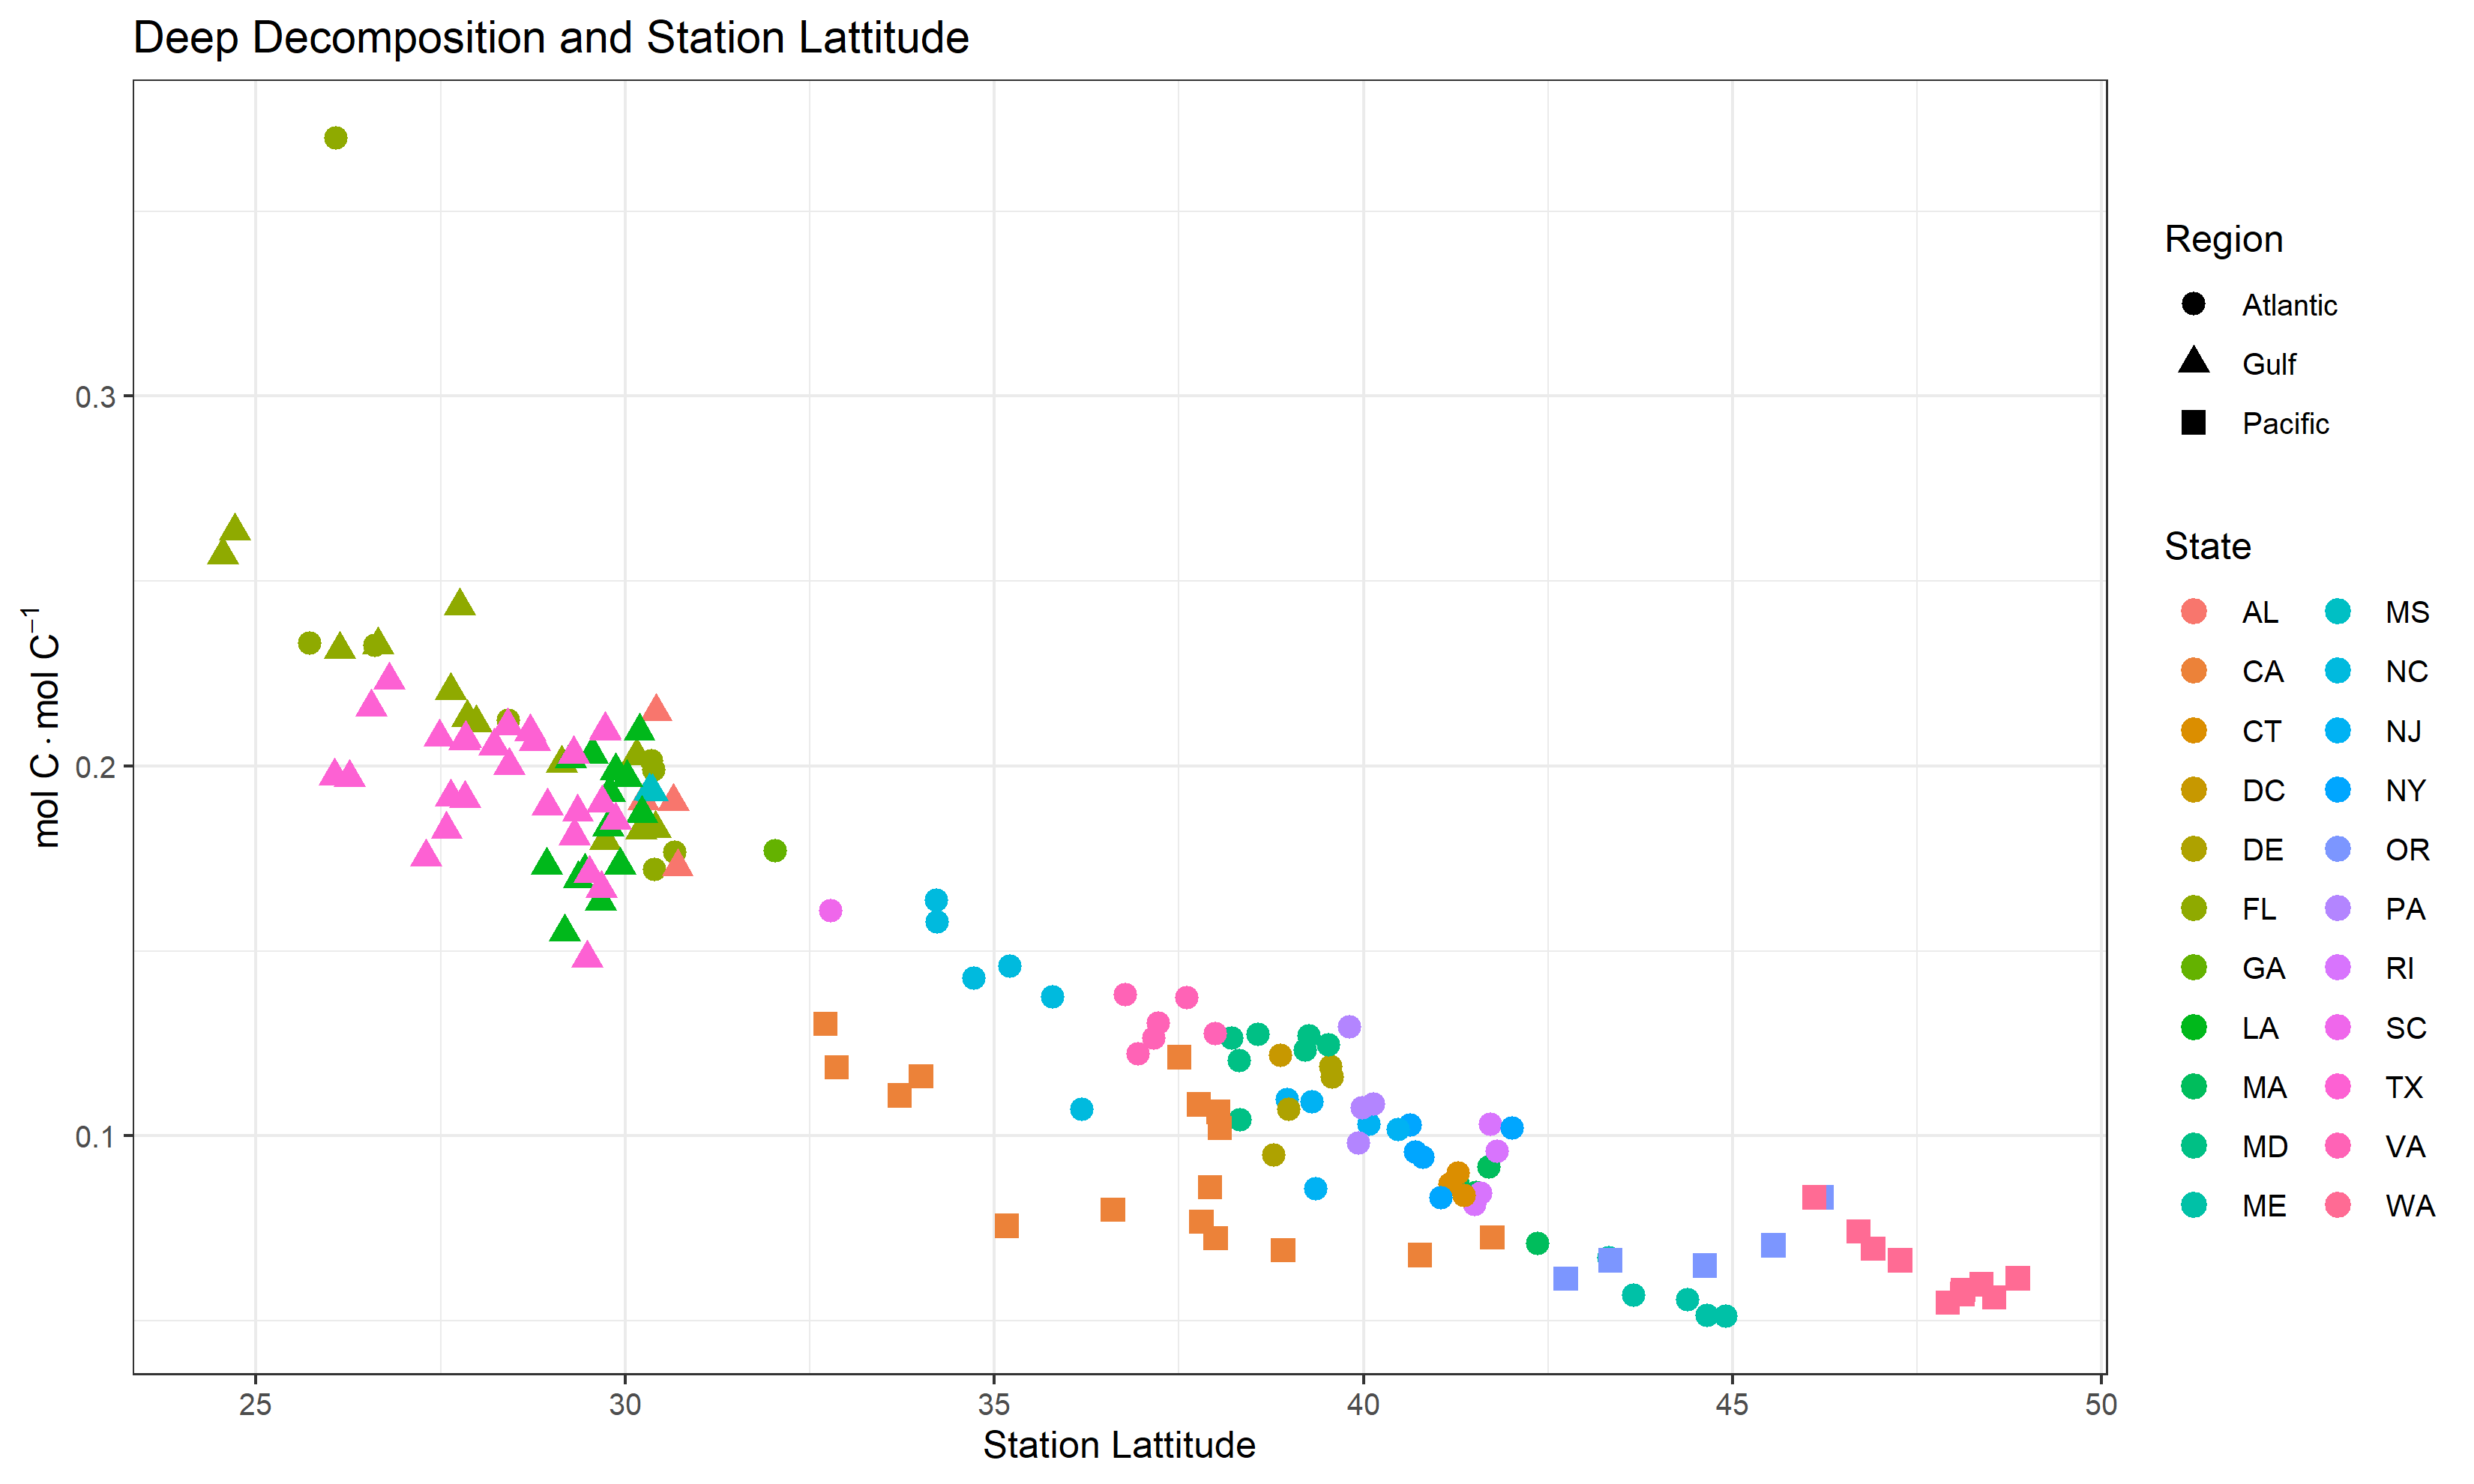 Deep Decomposition and Station Lattitude
mol C · mol C⁻¹
0.3
0.2
0.1
25 30 35 40 45 50
Station Lattitude
Region
Atlantic
Gulf
Pacific
State
AL MS
CA NC
CT NJ
DC NY
DE OR
FL PA
GA RI
LA SC
MA TX
MD VA
ME WA